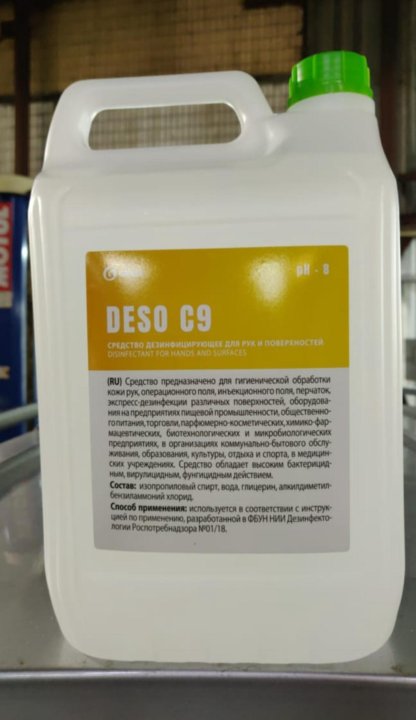 MOTUL
pH - 8
DESO C9
СРЕДСТВО ДЕЗИНФИЦИРУЮЩЕЕ ДЛЯ РУК И ПОВЕРХНОСТЕЙ
DISINFECTANT FOR HANDS AND SURFACES
(RU) Средство предназначено для гигиенической обработки
кожи рук, операционного поля, инъекционного поля, перчаток,
экспресс-дезинфекции различных поверхностей, оборудова-
ния на предприятиях пищевой промышленности, общественно-
го питания, торговли, парфюмерно-косметических, химико-фар-
мацевтических, биотехнологических и микробиологических
предприятиях, в организациях коммунально-бытового обслу-
живания, образования, культуры, отдыха и спорта, в медицин-
ских учреждениях. Средство обладает высоким бактерицид-
ным, вирулицидным, фунгицидным действием.
Состав: изопропиловый спирт, вода, глицерин, алкилдиметил-
бензиламмоний хлорид.
Способ применения: используется в соответствии с инструк-
цией по применению, разработанной в ФБУН НИИ Дезинфекто-
логии Роспотребнадзора №01/18.